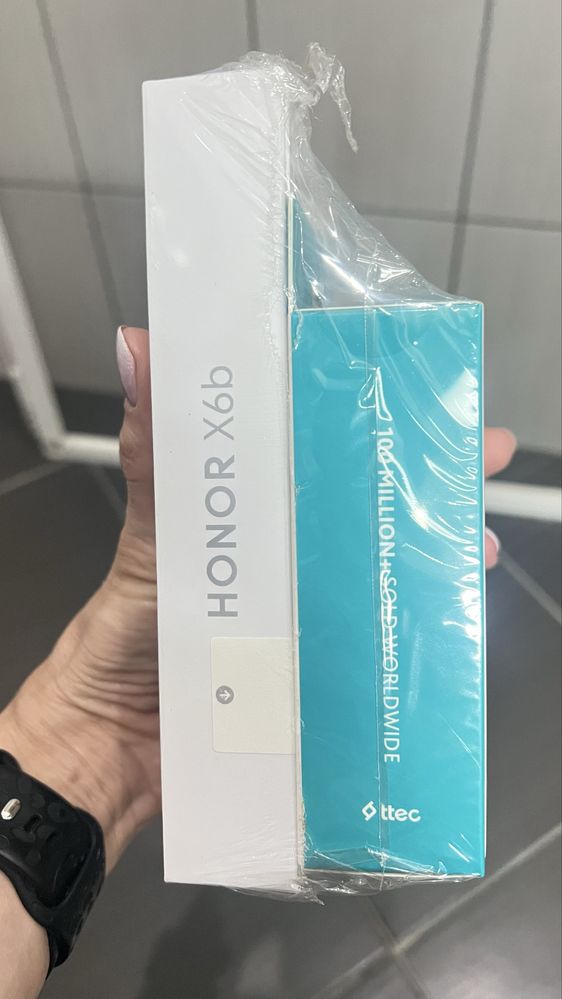 HONOR X6b
100 MILLION+ SOLD WORLDWIDE
ttec